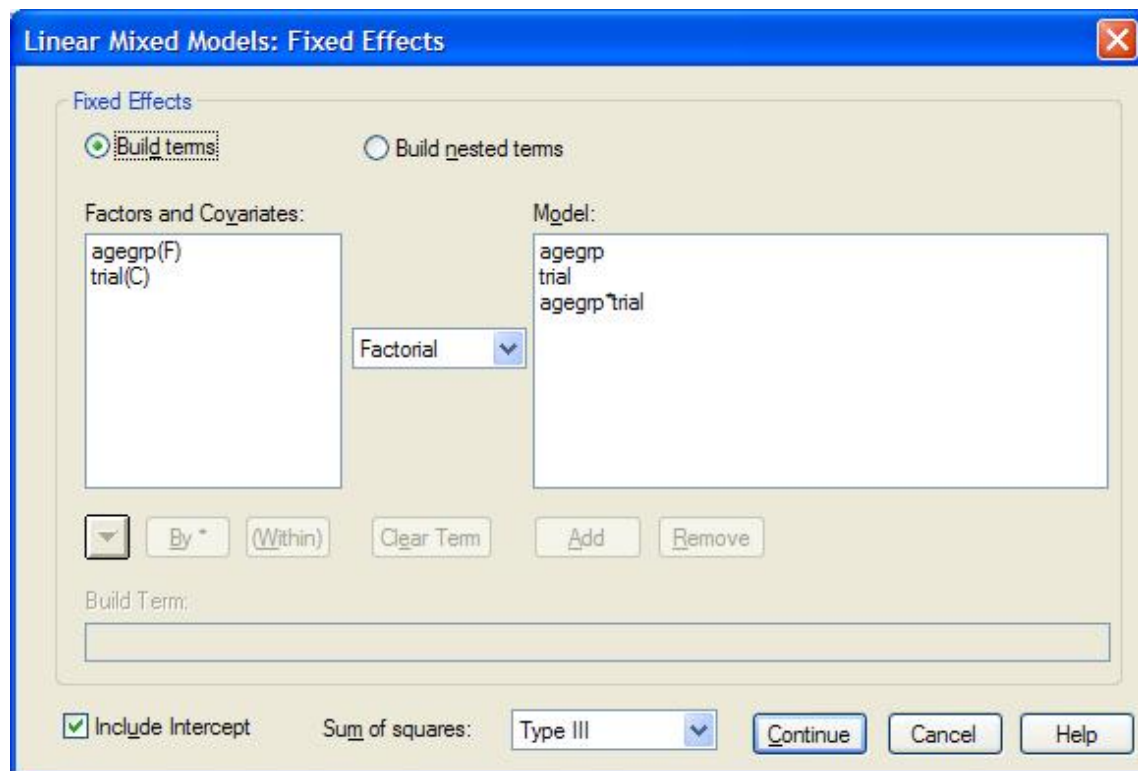 Linear Mixed Models: Fixed Effects
Fixed Effects
Build terms
Build nested terms
Factors and Covariates:
Model:
agegrp(F)
trial(C)
Factorial
agegrp
trial
agegrp*trial
By *
(Within)
Clear Term
Add
Remove
Build Term:
Include Intercept
Sum of squares:
Type III
Continue
Cancel
Help